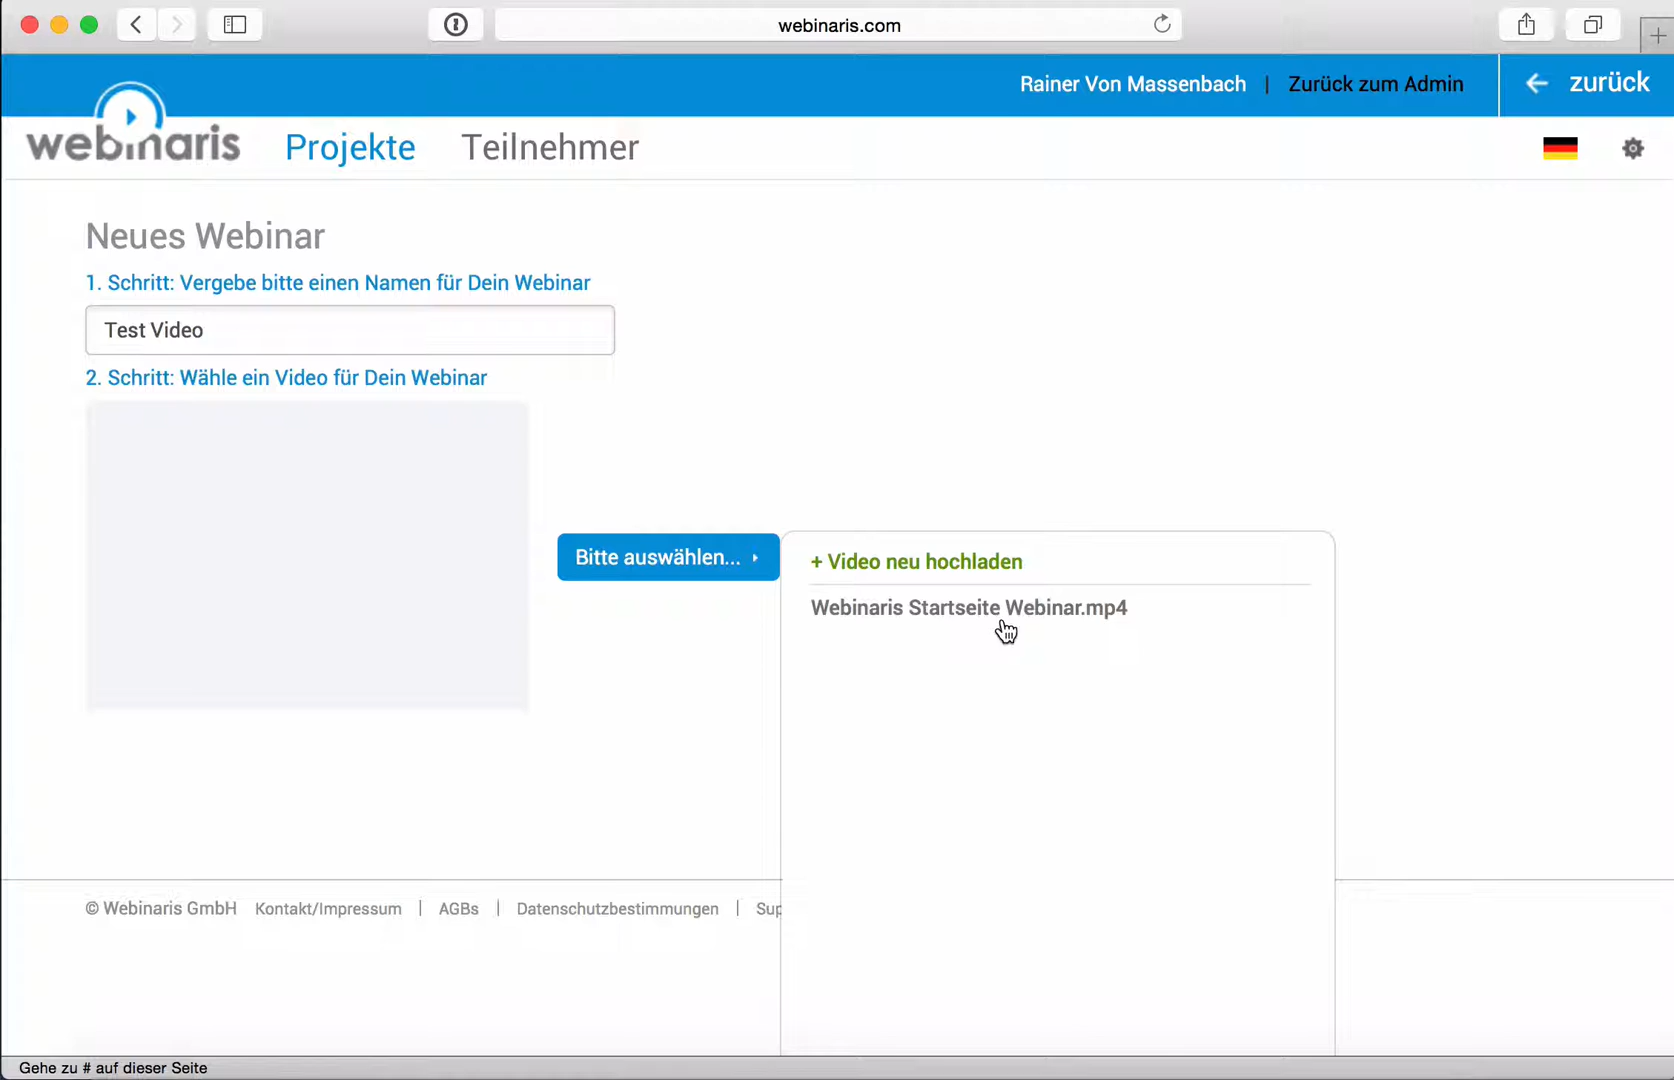 webinaris.com
Rainer Von Massenbach | Zurück zum Admin
zurück
webinaris
Projekte
Teilnehmer
Neues Webinar
1. Schritt: Vergebe bitte einen Namen für Dein Webinar
Test Video
2. Schritt: Wähle ein Video für Dein Webinar
Bitte auswählen...
+ Video neu hochladen
Webinaris Startseite Webinar.mp4
© Webinaris GmbH Kontakt/Impressum | AGBs | Datenschutzbestimmungen | Sup
Gehe zu # auf dieser Seite